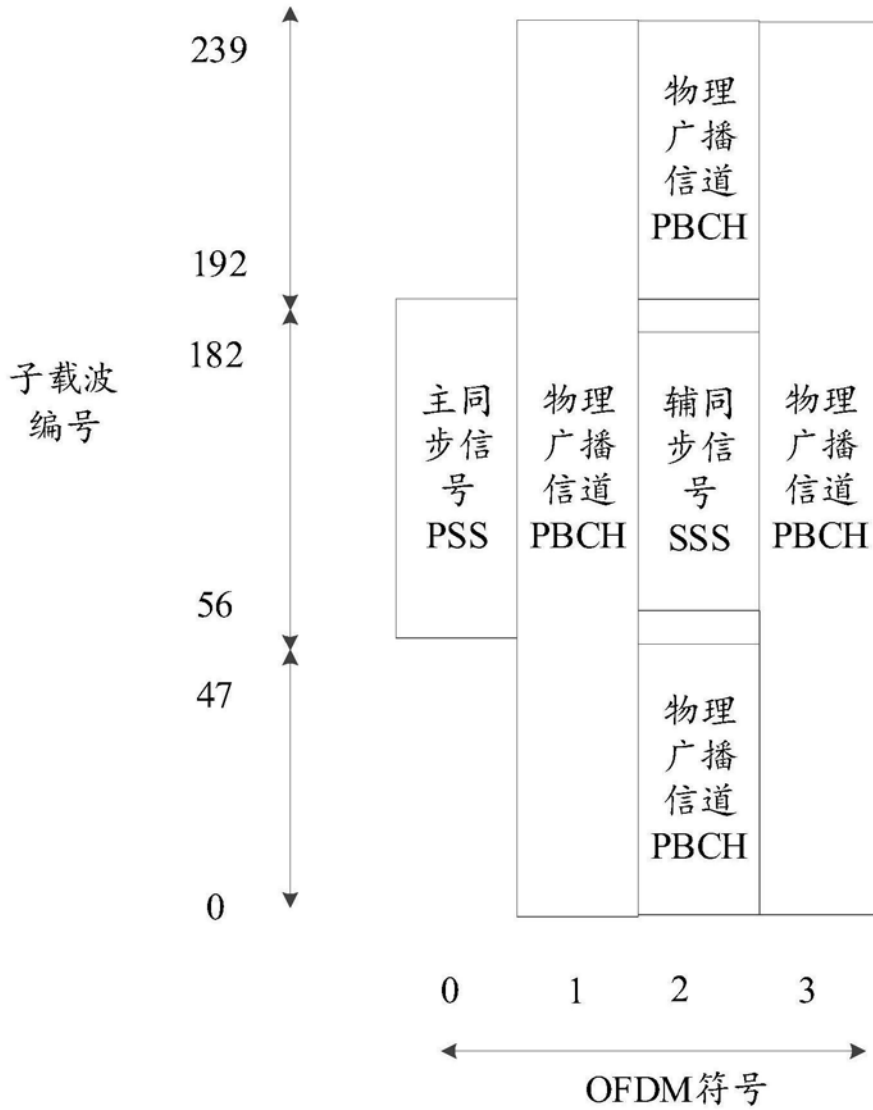 239
192
182
56
47
0
子载波
编号
主同
步信
号
PSS
物理
广播
信道
PBCH
物理
广播
信道
PBCH
辅同
步信
号
SSS
物理
广播
信道
PBCH
物理
广播
信道
PBCH
0 1 2 3
OFDM符号